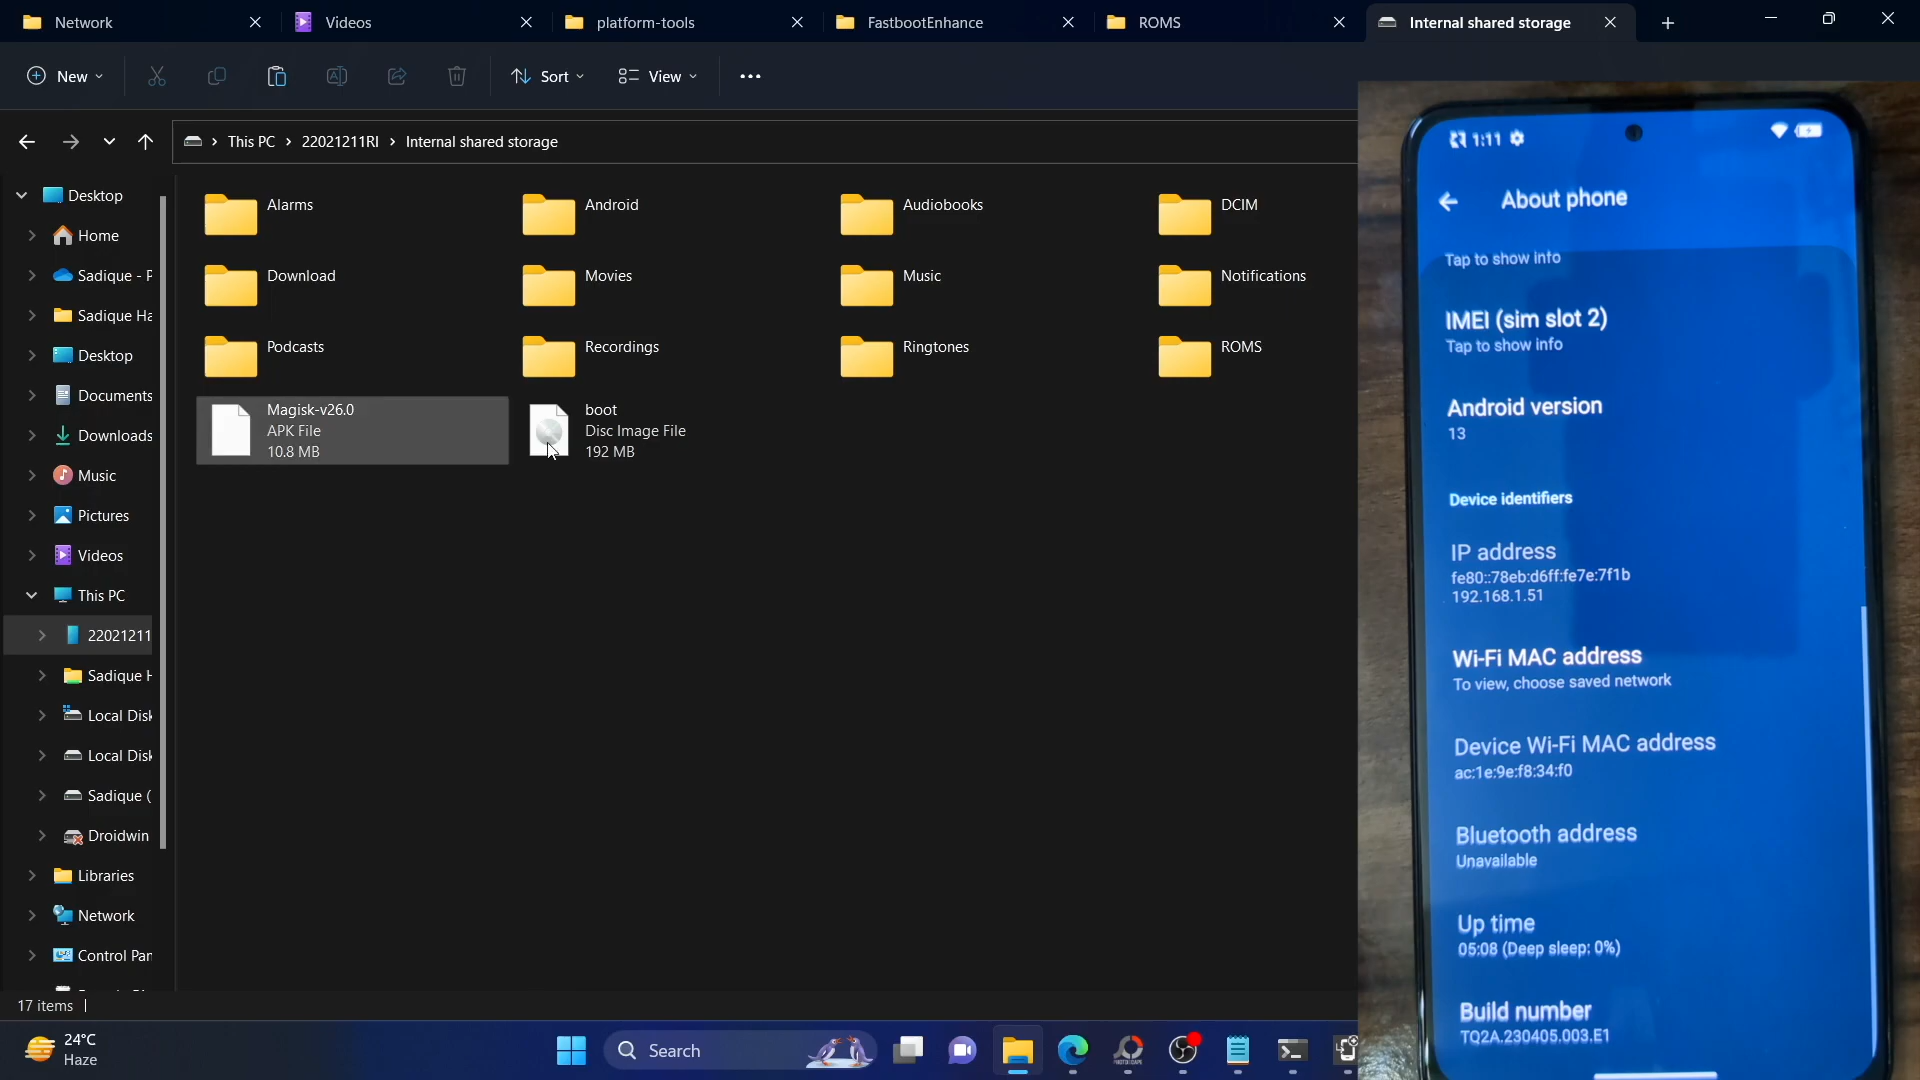 Network
Videos
platform-tools
FastbootEnhance
ROMS
Internal shared storage
New
Sort
View
This PC > 22021211RI > Internal shared storage
Desktop
Home
Sadique - P
Sadique Ha
Desktop
Documents
Downloads
Music
Pictures
Videos
This PC
22021211
Sadique H
Local Disk
Local Disk
Sadique (
Droidwin
Libraries
Network
Control Pan
Alarms
Android
Audiobooks
DCIM
Download
Movies
Music
Notifications
Podcasts
Recordings
Ringtones
ROMS
Magisk-v26.0
APK File
10.8 MB
boot
Disc Image File
192 MB
17 items
24°C
Haze
Search
1:11
About phone
Tap to show info
IMEI (sim slot 2)
Tap to show info
Android version
13
Device identifiers
IP address
fe80::78eb:d6ff:fe7e:7f1b
192.168.1.51
Wi-Fi MAC address
To view, choose saved network
Device Wi-Fi MAC address
ac:1e:9e:f8:34:f0
Bluetooth address
Unavailable
Up time
05:08 (Deep sleep: 0%)
Build number
TQ2A.230405.003.E1